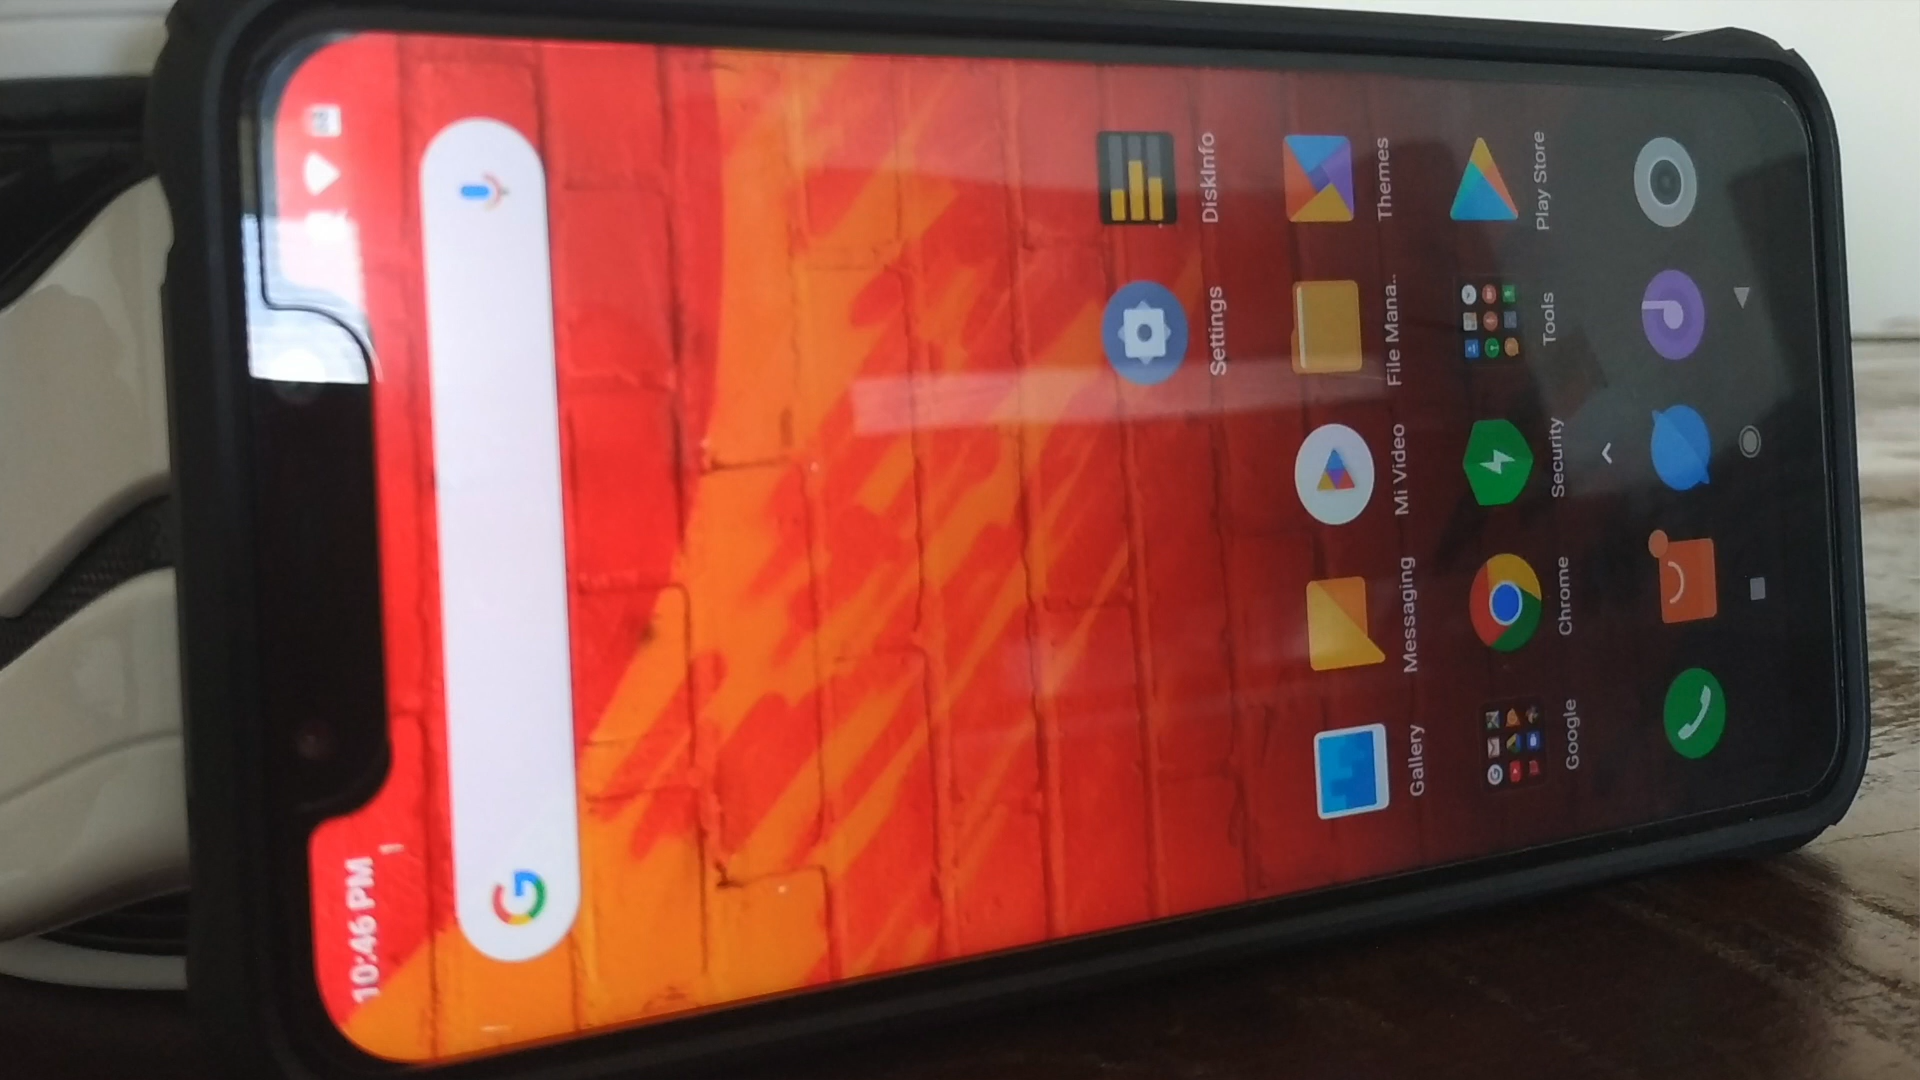 10:46 PM
G
Settings DiskInfo
Gallery Messaging Mi Video File Mana.. Themes
Google Chrome Security Tools Play Store